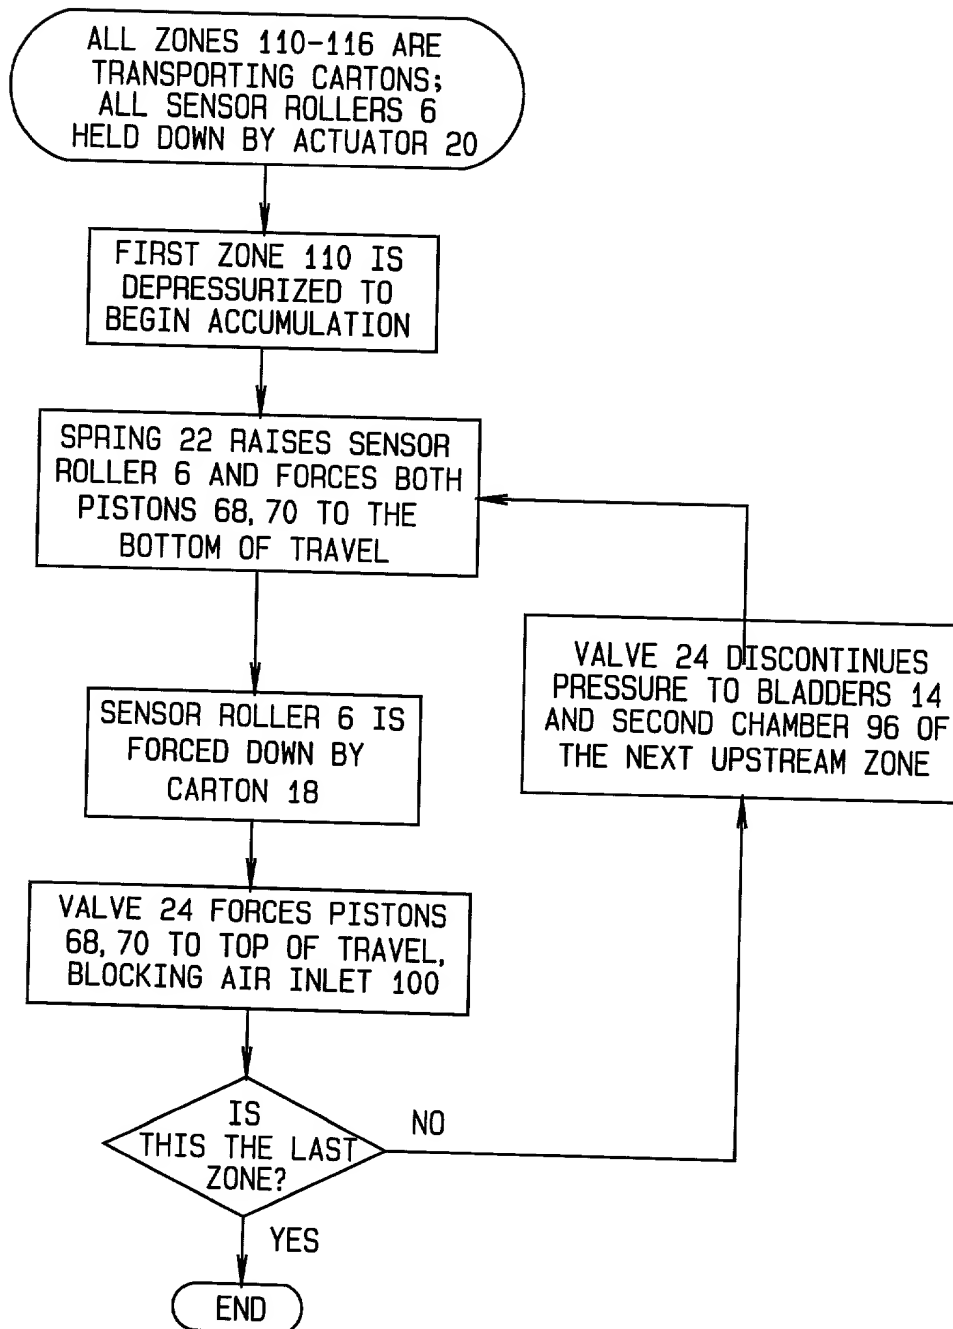 ALL ZONES 110-116 ARE
TRANSPORTING CARTONS;
ALL SENSOR ROLLERS 6
HELD DOWN BY ACTUATOR 20
FIRST ZONE 110 IS
DEPRESSURIZED TO
BEGIN ACCUMULATION
SPRING 22 RAISES SENSOR
ROLLER 6 AND FORCES BOTH
PISTONS 68, 70 TO THE
BOTTOM OF TRAVEL
SENSOR ROLLER 6 IS
FORCED DOWN BY
CARTON 18
VALVE 24 FORCES PISTONS
68, 70 TO TOP OF TRAVEL,
BLOCKING AIR INLET 100
IS
THIS THE LAST
ZONE?
NO
VALVE 24 DISCONTINUES
PRESSURE TO BLADDERS 14
AND SECOND CHAMBER 96 OF
THE NEXT UPSTREAM ZONE
YES
END